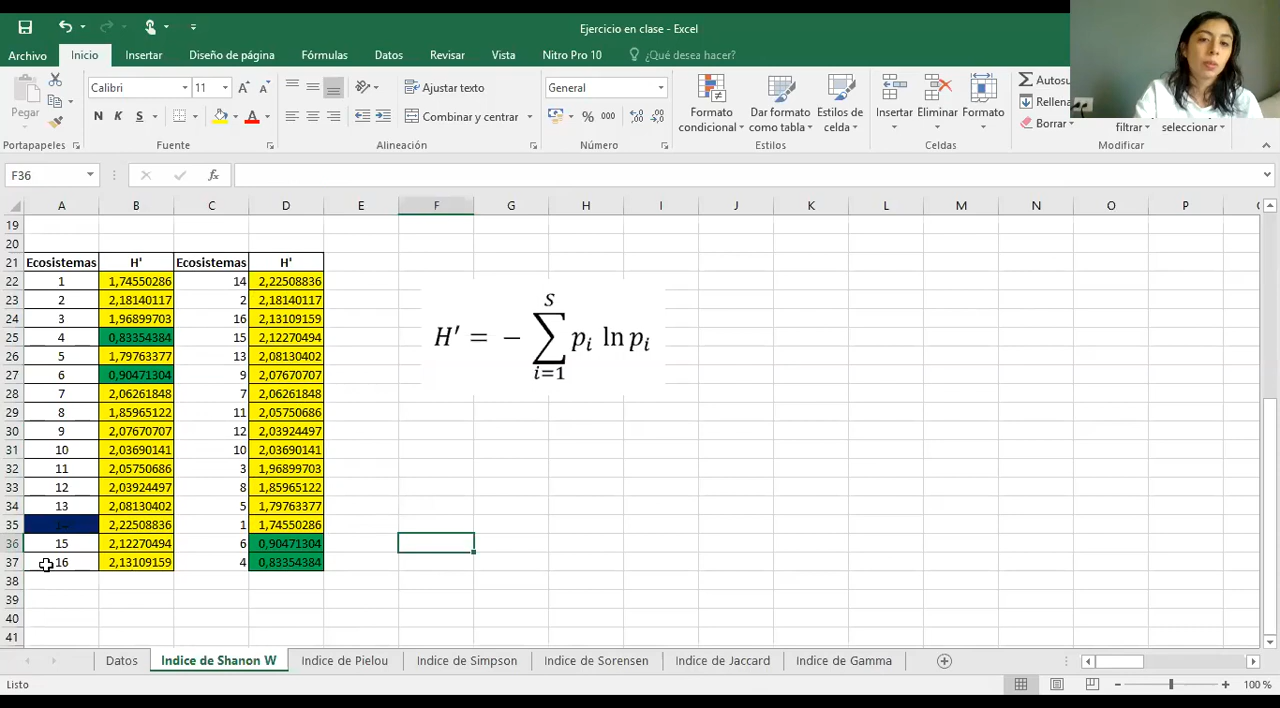 Ejercicio en clase - Excel
Archivo Inicio Insertar Diseño de página Fórmulas Datos Revisar Vista Nitro Pro 10 ¿Qué desea hacer?
Pegar
Calibri 11
N K S
Ajustar texto
Combinar y centrar
General
% 000
Formato condicional
Dar formato como tabla
Estilos de celda
Insertar Eliminar Formato
Autosu
Rellena
Borrar
filtrar
seleccionar
Portapapeles Fuente Alineación Número Estilos Celdas Modificar
F36 fx
A B C D E F G H I J K L M N O P
19
20
21 Ecosistemas H' Ecosistemas H'
22 1 1,74550286 14 2,22508836
23 2 2,18140117 2 2,18140117
24 3 1,96899703 16 2,13109159
25 4 0,83354384 15 2,12270494
26 5 1,79763377 13 2,08130402
27 6 0,90471304 9 2,07670707
28 7 2,06261848 7 2,06261848
29 8 1,85965122 11 2,05750686
30 9 2,07670707 12 2,03924497
31 10 2,03690141 10 2,03690141
32 11 2,05750686 3 1,96899703
33 12 2,03924497 8 1,85965122
34 13 2,08130402 5 1,79763377
35 14 2,22508836 1 1,74550286
36 15 2,12270494 6 0,90471304
37 16 2,13109159 4 0,83354384
38
39
40
41
H′ = − ∑ S i=1 pi ln pi
Datos Indice de Shanon W Indice de Pielou Indice de Simpson Indice de Sorensen Indice de Jaccard Indice de Gamma
Listo 100 %